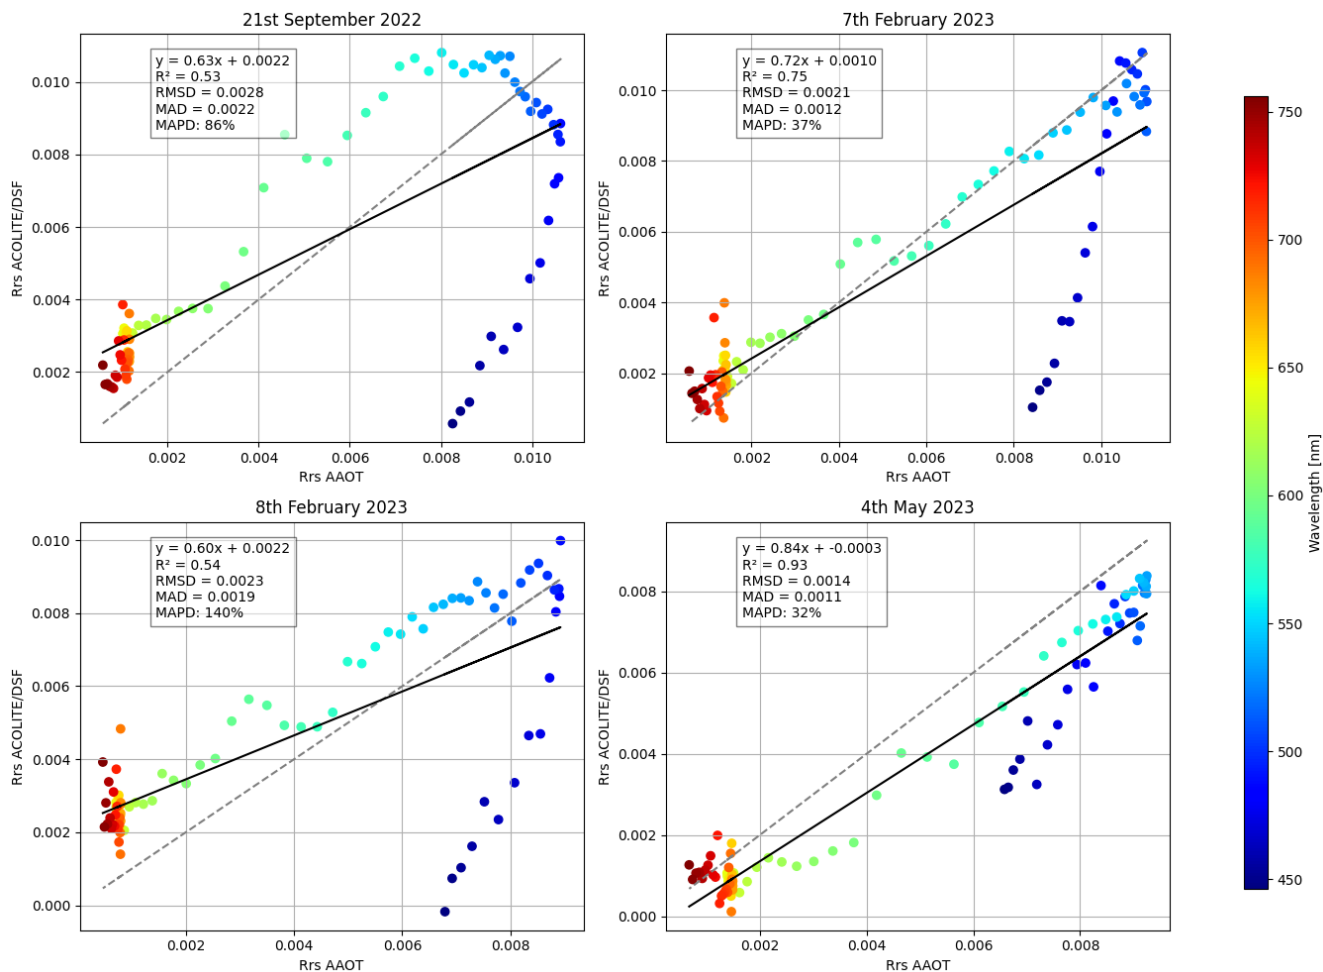 21st September 2022
y = 0.63x + 0.0022
R² = 0.53
RMSD = 0.0028
MAD = 0.0022
MAPD: 86%
0.010
0.008
0.006
0.004
0.002
Rrs ACOLITE/DSF
0.002 0.004 0.006 0.008 0.010
Rrs AAOT
7th February 2023
y = 0.72x + 0.0010
R² = 0.75
RMSD = 0.0021
MAD = 0.0012
MAPD: 37%
0.010
0.008
0.006
0.004
0.002
Rrs ACOLITE/DSF
0.002 0.004 0.006 0.008 0.010
Rrs AAOT
8th February 2023
y = 0.60x + 0.0022
R² = 0.54
RMSD = 0.0023
MAD = 0.0019
MAPD: 140%
0.010
0.008
0.006
0.004
0.002
0.000
Rrs ACOLITE/DSF
0.002 0.004 0.006 0.008
Rrs AAOT
4th May 2023
y = 0.84x + -0.0003
R² = 0.93
RMSD = 0.0014
MAD = 0.0011
MAPD: 32%
0.008
0.006
0.004
0.002
0.000
Rrs ACOLITE/DSF
0.002 0.004 0.006 0.008
Rrs AAOT
750
700
650
600
550
500
450
Wavelength [nm]